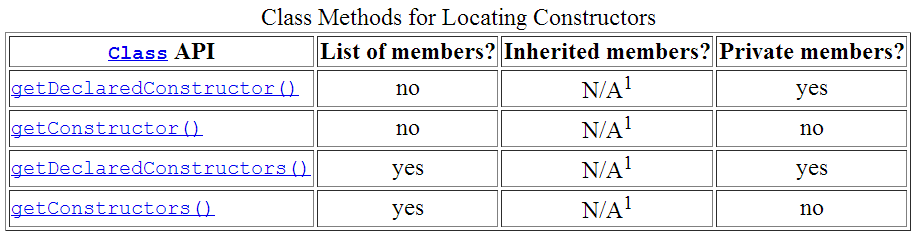 Class Methods for Locating Constructors
Class API List of members? Inherited members? Private members?
getDeclaredConstructor() no N/A1 yes
getConstructor() no N/A1 no
getDeclaredConstructors() yes N/A1 yes
getConstructors() yes N/A1 no